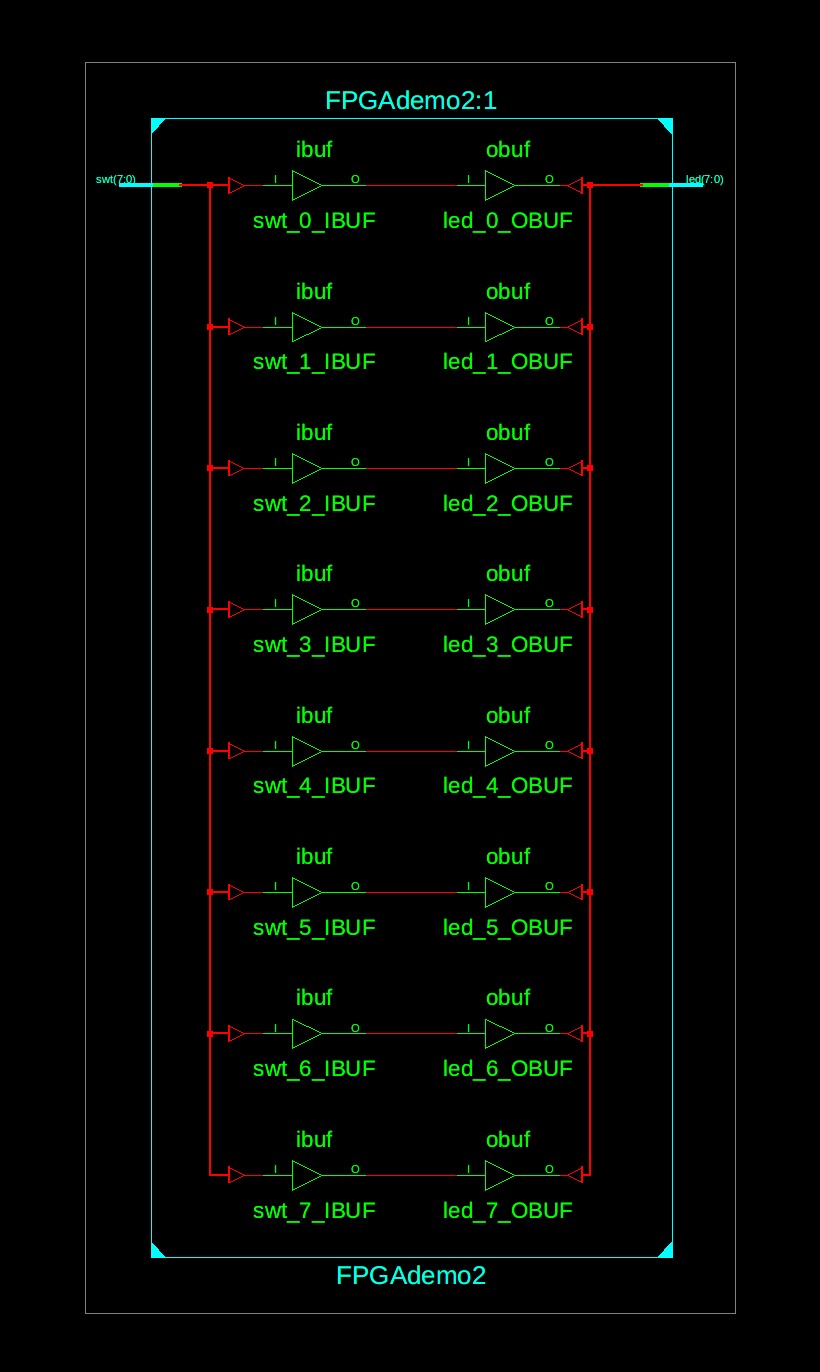 FPGAdemo2:1
swt(7:0)
led(7:0)
ibuf obuf
I O I O
swt_0_IBUF led_0_OBUF
ibuf obuf
I O I O
swt_1_IBUF led_1_OBUF
ibuf obuf
I O I O
swt_2_IBUF led_2_OBUF
ibuf obuf
I O I O
swt_3_IBUF led_3_OBUF
ibuf obuf
I O I O
swt_4_IBUF led_4_OBUF
ibuf obuf
I O I O
swt_5_IBUF led_5_OBUF
ibuf obuf
I O I O
swt_6_IBUF led_6_OBUF
ibuf obuf
I O I O
swt_7_IBUF led_7_OBUF
FPGAdemo2